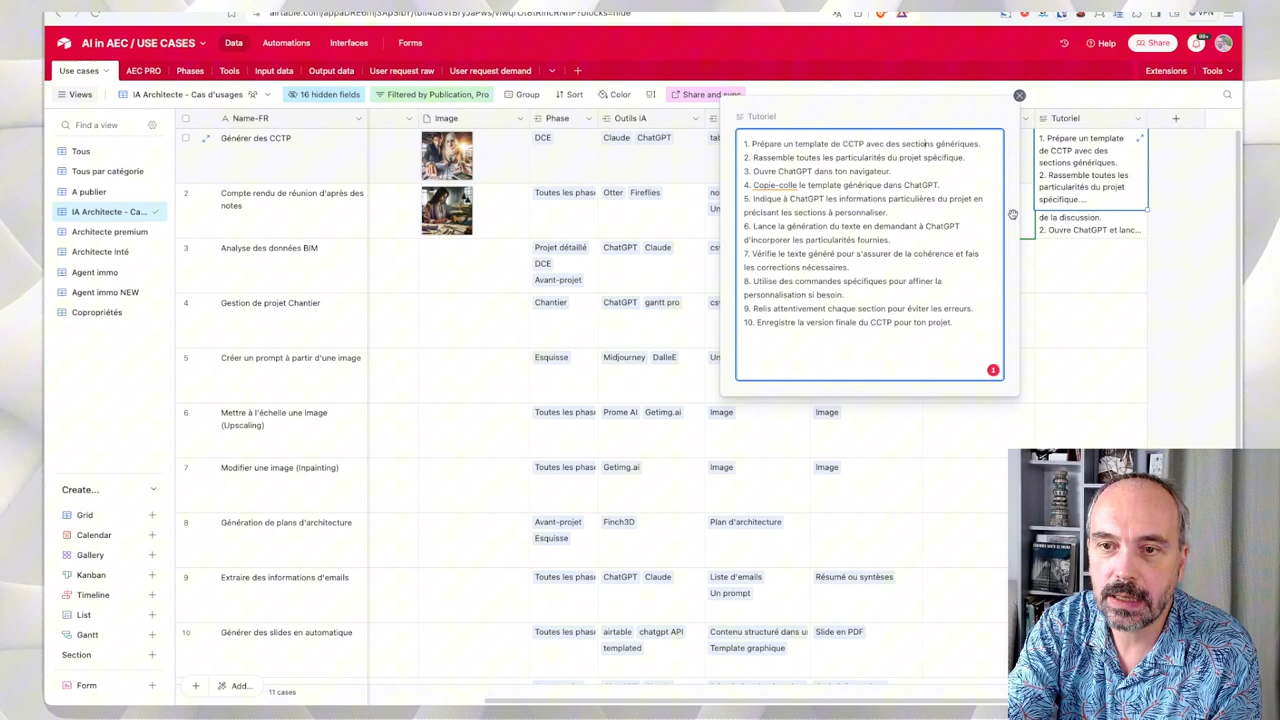 AI in AEC / USE CASES
Data
Automations
Interfaces
Forms
Help
Share
99+
Use cases
AEC PRO
Phases
Tools
Input data
Output data
User request raw
User request demand
Extensions
Tools
Views
IA Architecte - Cas d'usages
16 hidden fields
Filtered by Publication, Pro
Group
Sort
Color
Share and sync
Find a view
Tous
Tous par catégorie
A publier
IA Architecte - Ca...
Architecte premium
Architecte Inté
Agent immo
Agent immo NEW
Copropriétés
Create...
Grid
Calendar
Gallery
Kanban
Timeline
List
Gantt
Section
Form
Name-FR
Image
Phase
Outils IA
Tutoriel
Générer des CCTP
DCE
Claude ChatGPT
2 Compte rendu de réunion d'après des
notes
Toutes les phase
Otter Fireflies
3 Analyse des données BIM
Projet détaillé
DCE
Avant-projet
ChatGPT Claude
4 Gestion de projet Chantier
Chantier
ChatGPT gantt pro
5 Créer un prompt à partir d'une image
Esquisse
Midjourney DalleE
6 Mettre à l'échelle une image
(Upscaling)
Toutes les phase
Prome AI Getimg.ai
Image
Image
7 Modifier une image (Inpainting)
Toutes les phase
Getimg.ai
Image
Image
8 Génération de plans d'architecture
Avant-projet
Esquisse
Finch3D
Plan d'architecture
9 Extraire des informations d'emails
Toutes les phase
ChatGPT Claude
Liste d'emails
Un prompt
Résumé ou syntèses
10 Générer des slides en automatique
Toutes les phase
airtable chatgpt API
templated
Contenu structuré dans u
Template graphique
Slide en PDF
Add...
11 cases
Tutoriel
1. Prépare un template de CCTP avec des sections génériques.
2. Rassemble toutes les particularités du projet spécifique.
3. Ouvre ChatGPT dans ton navigateur.
4. Copie-colle le template générique dans ChatGPT.
5. Indique à ChatGPT les informations particulières du projet en
précisant les sections à personnaliser.
6. Lance la génération du texte en demandant à ChatGPT
d'incorporer les particularités fournies.
7. Vérifie le texte généré pour s'assurer de la cohérence et fais
les corrections nécessaires.
8. Utilise des commandes spécifiques pour affiner la
personnalisation si besoin.
9. Relis attentivement chaque section pour éviter les erreurs.
10. Enregistre la version finale du CCTP pour ton projet.
1
1. Prépare un template
de CCTP avec des
sections génériques.
2. Rassemble toutes les
particularités du projet
spécifique....
de la discussion.
2. Ouvre ChatGPT et lanc...